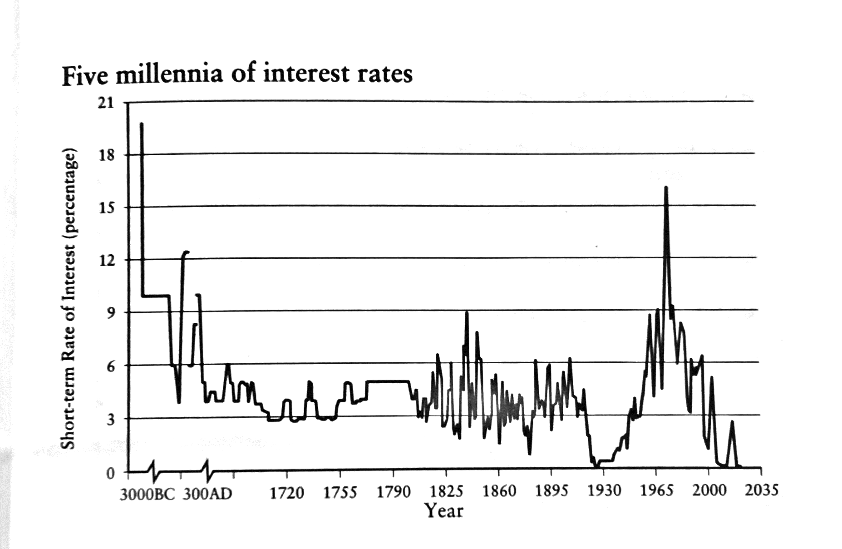 Five millennia of interest rates
21
18
15
12
9
6
3
0
Short-term Rate of Interest (percentage)
3000BC 300AD 1720 1755 1790 1825 1860 1895 1930 1965 2000 2035
Year